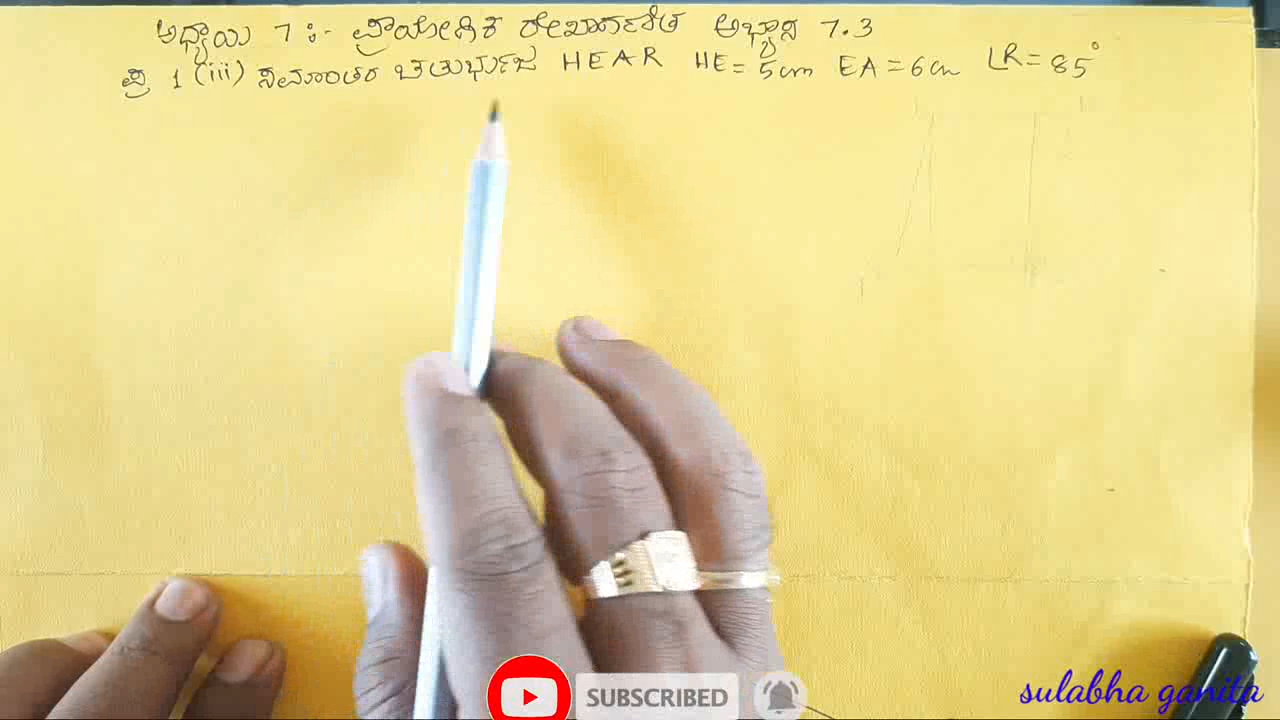 ಅಧ್ಯಾಯ 7 :- ಪ್ರಾಯೋಗಿಕ ರೇಖಾಗಣಿತ ಅಭ್ಯಾಸ 7.3
ಪ್ರ 1 (iii) ಸಮಾಂತರ ಚತುರ್ಭುಜ HEAR HE = 5cm EA = 6cm ∠R = 85°
SUBSCRIBED
sulabha ganita